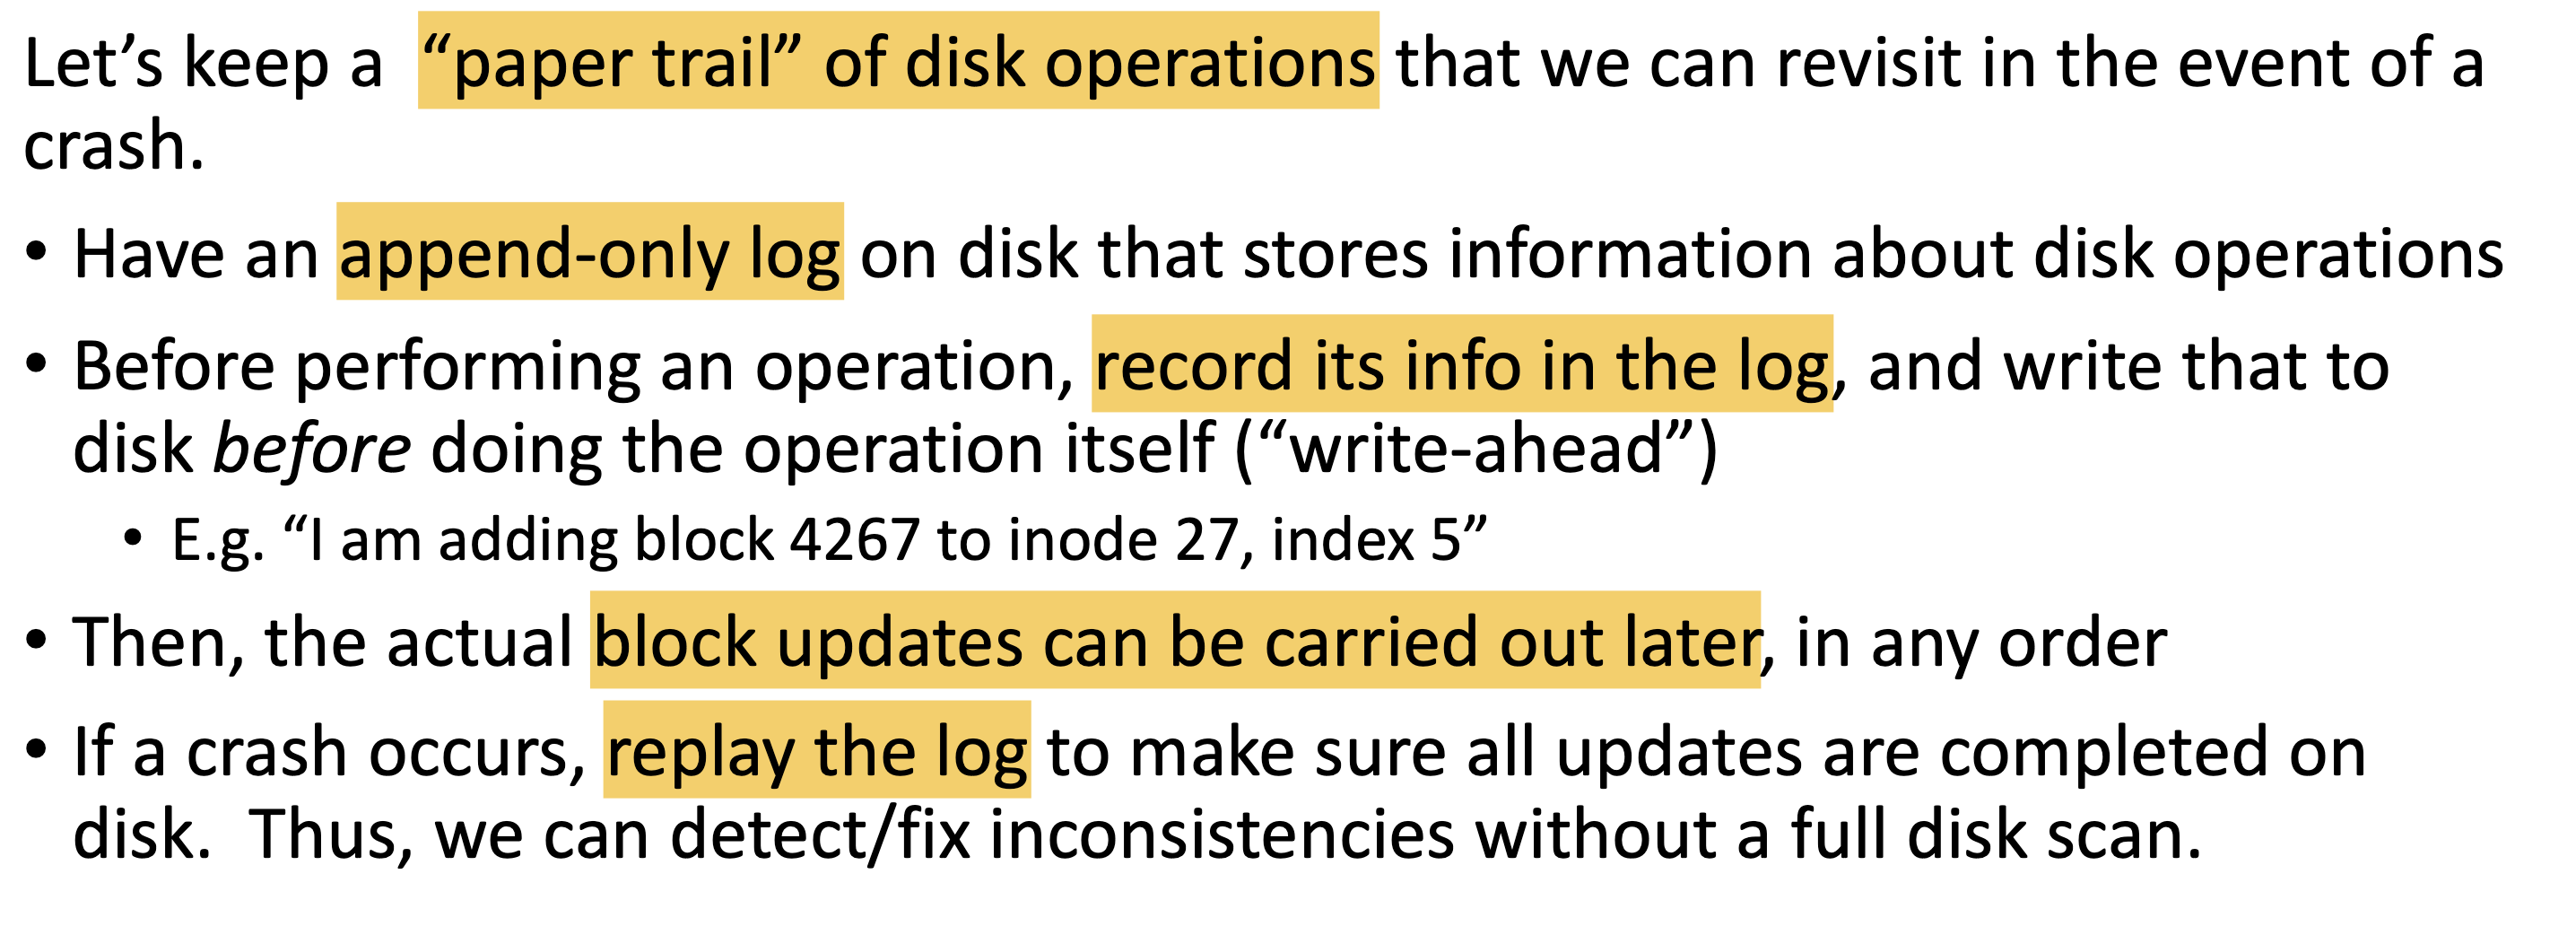 Let’s keep a “paper trail” of disk operations that we can revisit in the event of a
crash.
• Have an append-only log on disk that stores information about disk operations
• Before performing an operation, record its info in the log, and write that to
disk before doing the operation itself (“write-ahead”)
• E.g. “I am adding block 4267 to inode 27, index 5”
• Then, the actual block updates can be carried out later, in any order
• If a crash occurs, replay the log to make sure all updates are completed on
disk. Thus, we can detect/fix inconsistencies without a full disk scan.